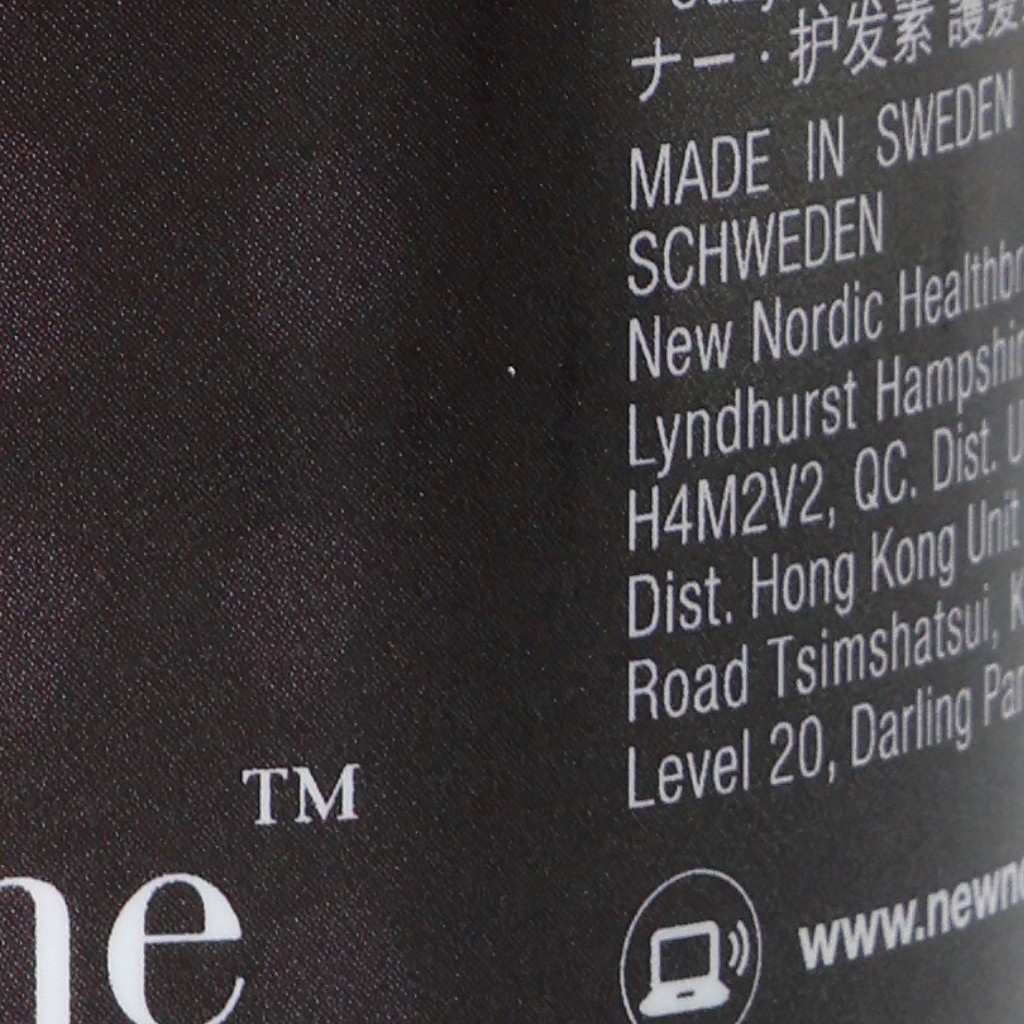 ナー・护发素 護髮
MADE IN SWEDEN
SCHWEDEN
New Nordic Healthbr
Lyndhurst Hampshir
H4M2V2, QC. Dist. U
Dist. Hong Kong Unit
Road Tsimshatsui, K
Level 20, Darling Par
TM
ne
www.newno